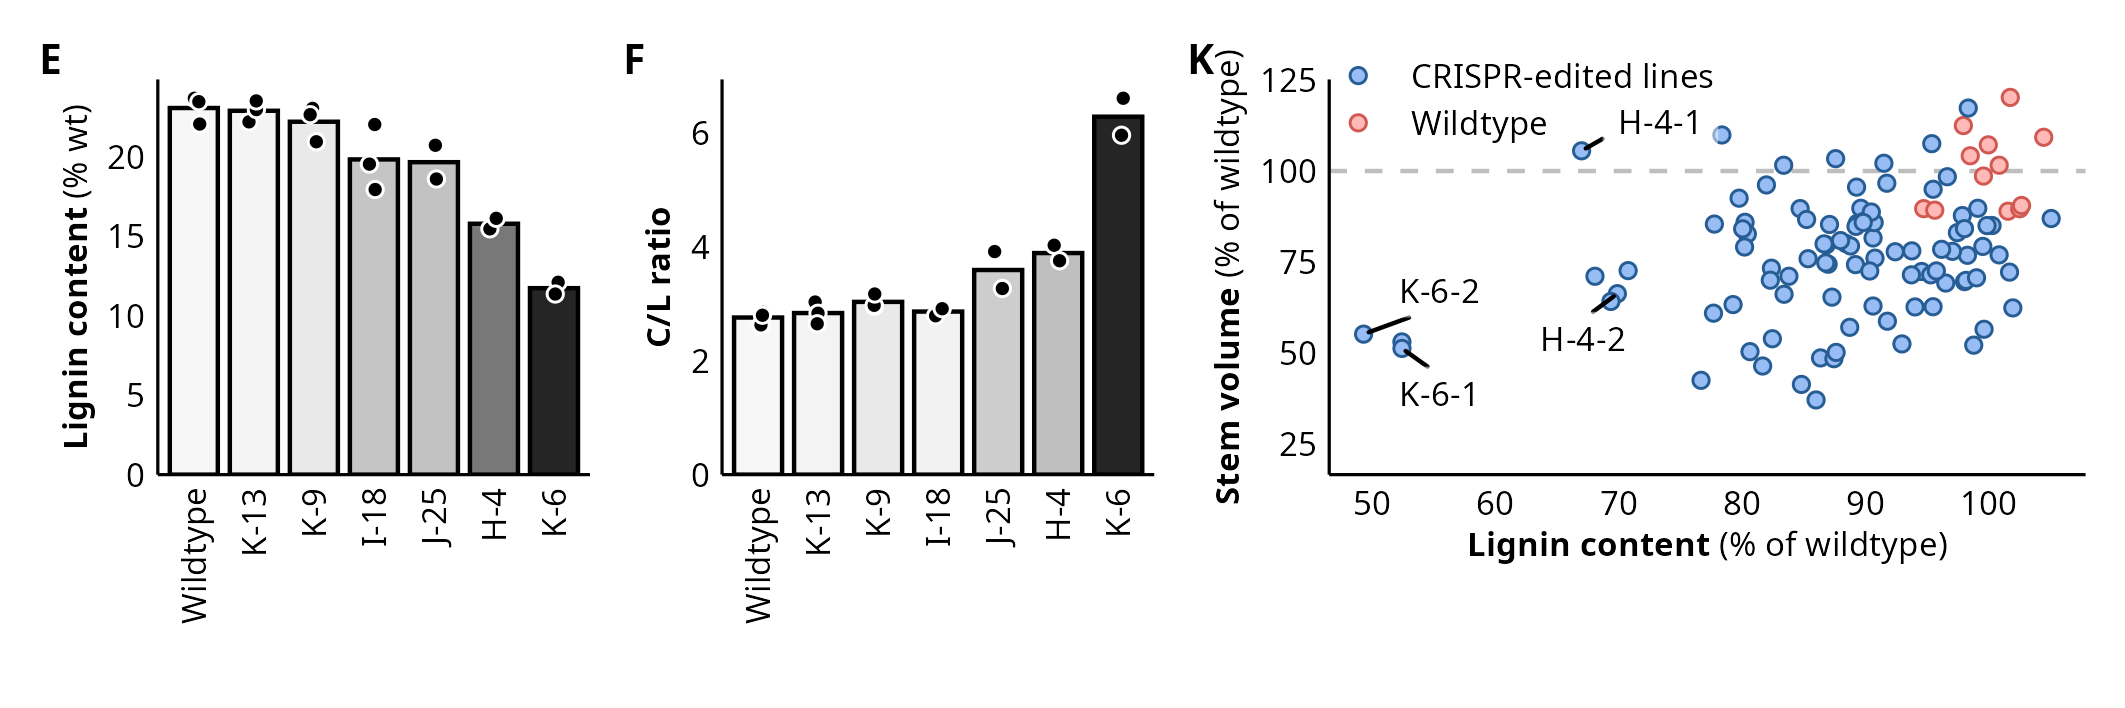 E
Lignin content (% wt)
20
15
10
5
0
Wildtype
K-13
K-9
I-18
J-25
H-4
K-6
F
C/L ratio
6
4
2
0
Wildtype
K-13
K-9
I-18
J-25
H-4
K-6
K
Stem volume (% of wildtype)
125
100
75
50
25
CRISPR-edited lines
Wildtype
H-4-1
K-6-2
H-4-2
K-6-1
50 60 70 80 90 100
Lignin content (% of wildtype)